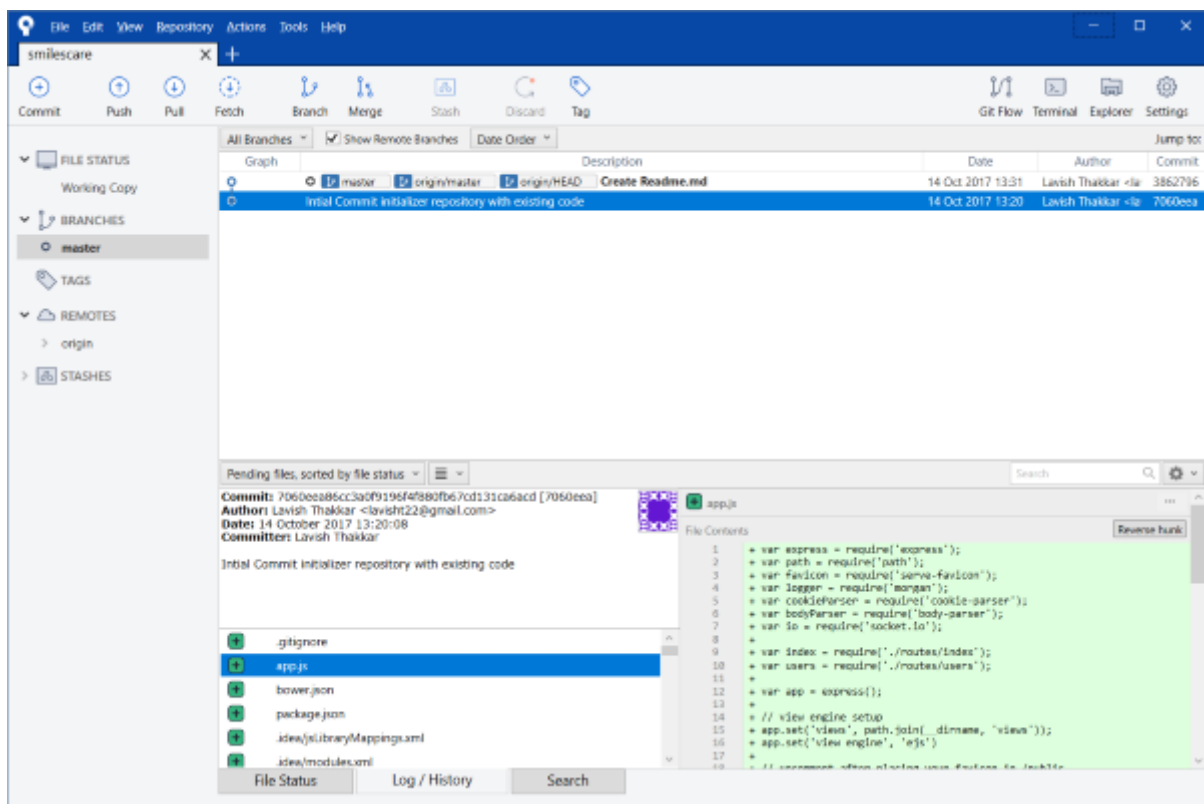 File Edit View Repository Actions Tools Help
smilescare
Commit Push Pull Fetch Branch Merge Stash Discard Tag Git Flow Terminal Explorer Settings
All Branches Show Remote Branches Date Order Jump to:
Graph Description Date Author Commit
master origin/master origin/HEAD Create Readme.md 14 Oct 2017 13:31 Lavish Thakkar <la 3862796
Intial Commit initializer repository with existing code 14 Oct 2017 13:20 Lavish Thakkar <la 7060eea
FILE STATUS
Working Copy
BRANCHES
master
TAGS
REMOTES
origin
STASHES
Pending files, sorted by file status Search
Commit: 7060eea86cc3a0f9196f4f880fb67cd131ca6acd [7060eea]
Author: Lavish Thakkar <lavisht22@gmail.com>
Date: 14 October 2017 13:20:08
Committer: Lavish Thakkar
Intial Commit initializer repository with existing code
.gitignore
app.js
bower.json
package.json
.idea/jsLibraryMappings.xml
.idea/modules.xml
app.js
File Contents Reverse hunk
1 + var express = require('express');
2 + var path = require('path');
3 + var favicon = require('serve-favicon');
4 + var logger = require('morgan');
5 + var cookieParser = require('cookie-parser');
6 + var bodyParser = require('body-parser');
7 + var io = require('socket.io');
8 +
9 + var index = require('./routes/index');
10 + var users = require('./routes/users');
11 +
12 + var app = express();
13 +
14 + // view engine setup
15 + app.set('views', path.join(__dirname, 'views'));
16 + app.set('view engine', 'ejs')
17 +
18 + // uncomment after placing your favicon in /public
File Status Log / History Search